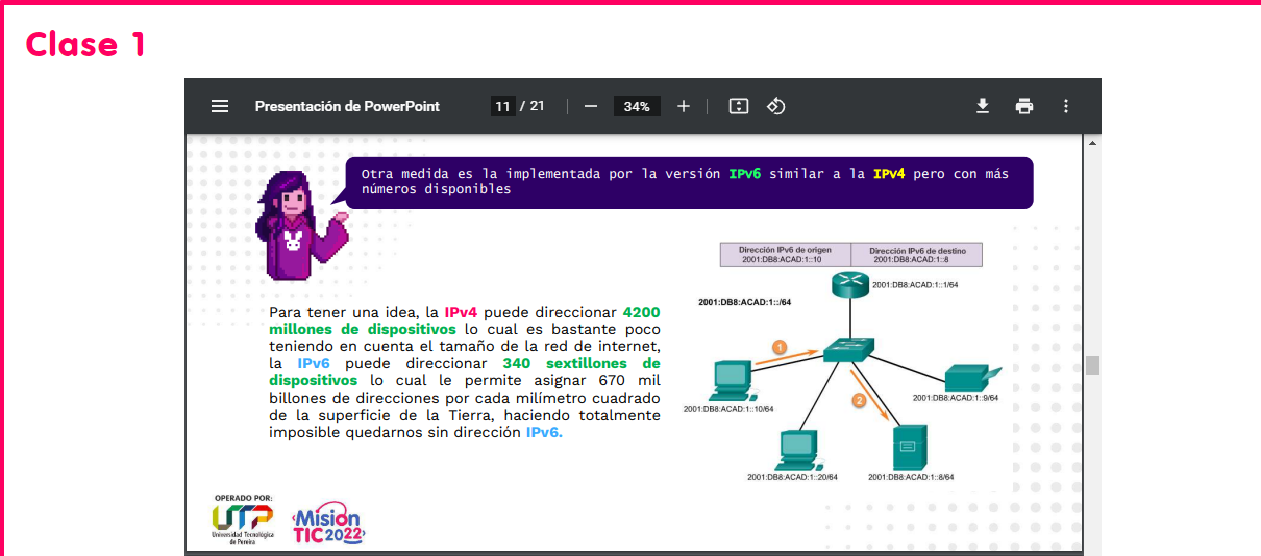 Clase 1
Presentación de PowerPoint
11 / 21
34%
Otra medida es la implementada por la versión IPv6 similar a la IPv4 pero con más
números disponibles
Dirección IPv6 de origen
2001:DB8:ACAD:1::10
Dirección IPv6 de destino
2001:DB8:ACAD:1::8
2001:DB8:ACAD:1::1/64
2001:DB8:ACAD:1::/64
Para tener una idea, la IPv4 puede direccionar 4200
millones de dispositivos lo cual es bastante poco
teniendo en cuenta el tamaño de la red de internet,
la IPv6 puede direccionar 340 sextillones de
dispositivos lo cual le permite asignar 670 mil
billones de direcciones por cada milímetro cuadrado
de la superficie de la Tierra, haciendo totalmente
imposible quedarnos sin dirección IPv6.
1
2
2001:DB8:ACAD:1::10/64
2001:DB8:ACAD:1::9/64
2001:DB8:ACAD:1::20/64
2001:DB8:ACAD:1::8/64
OPERADO POR:
UTP
Universidad Tecnológica
de Pereira
Misión
TIC2022